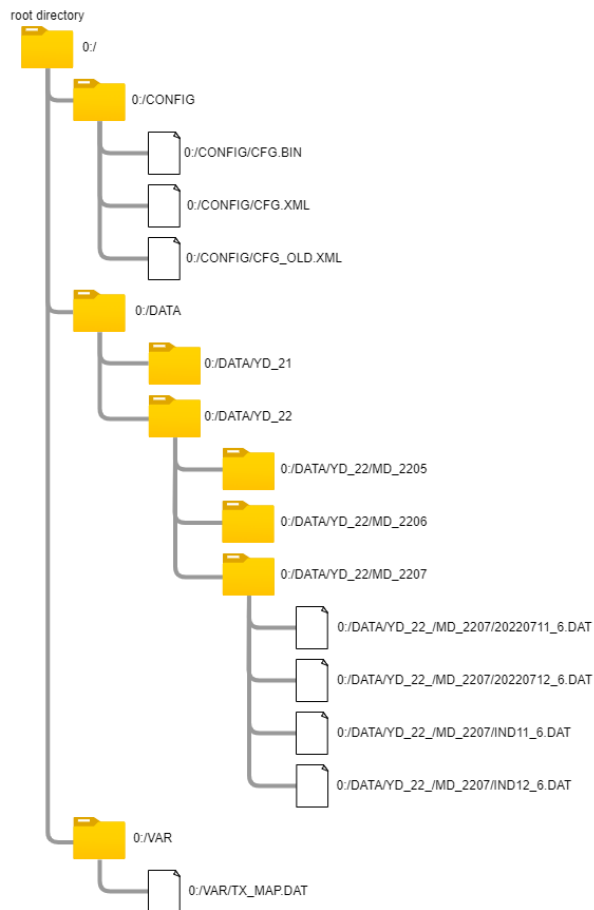 root directory
0:/
0:/CONFIG
0:/CONFIG/CFG.BIN
0:/CONFIG/CFG.XML
0:/CONFIG/CFG_OLD.XML
0:/DATA
0:/DATA/YD_21
0:/DATA/YD_22
0:/DATA/YD_22/MD_2205
0:/DATA/YD_22/MD_2206
0:/DATA/YD_22/MD_2207
0:/DATA/YD_22_/MD_2207/20220711_6.DAT
0:/DATA/YD_22_/MD_2207/20220712_6.DAT
0:/DATA/YD_22_/MD_2207/IND11_6.DAT
0:/DATA/YD_22_/MD_2207/IND12_6.DAT
0:/VAR
0:/VAR/TX_MAP.DAT